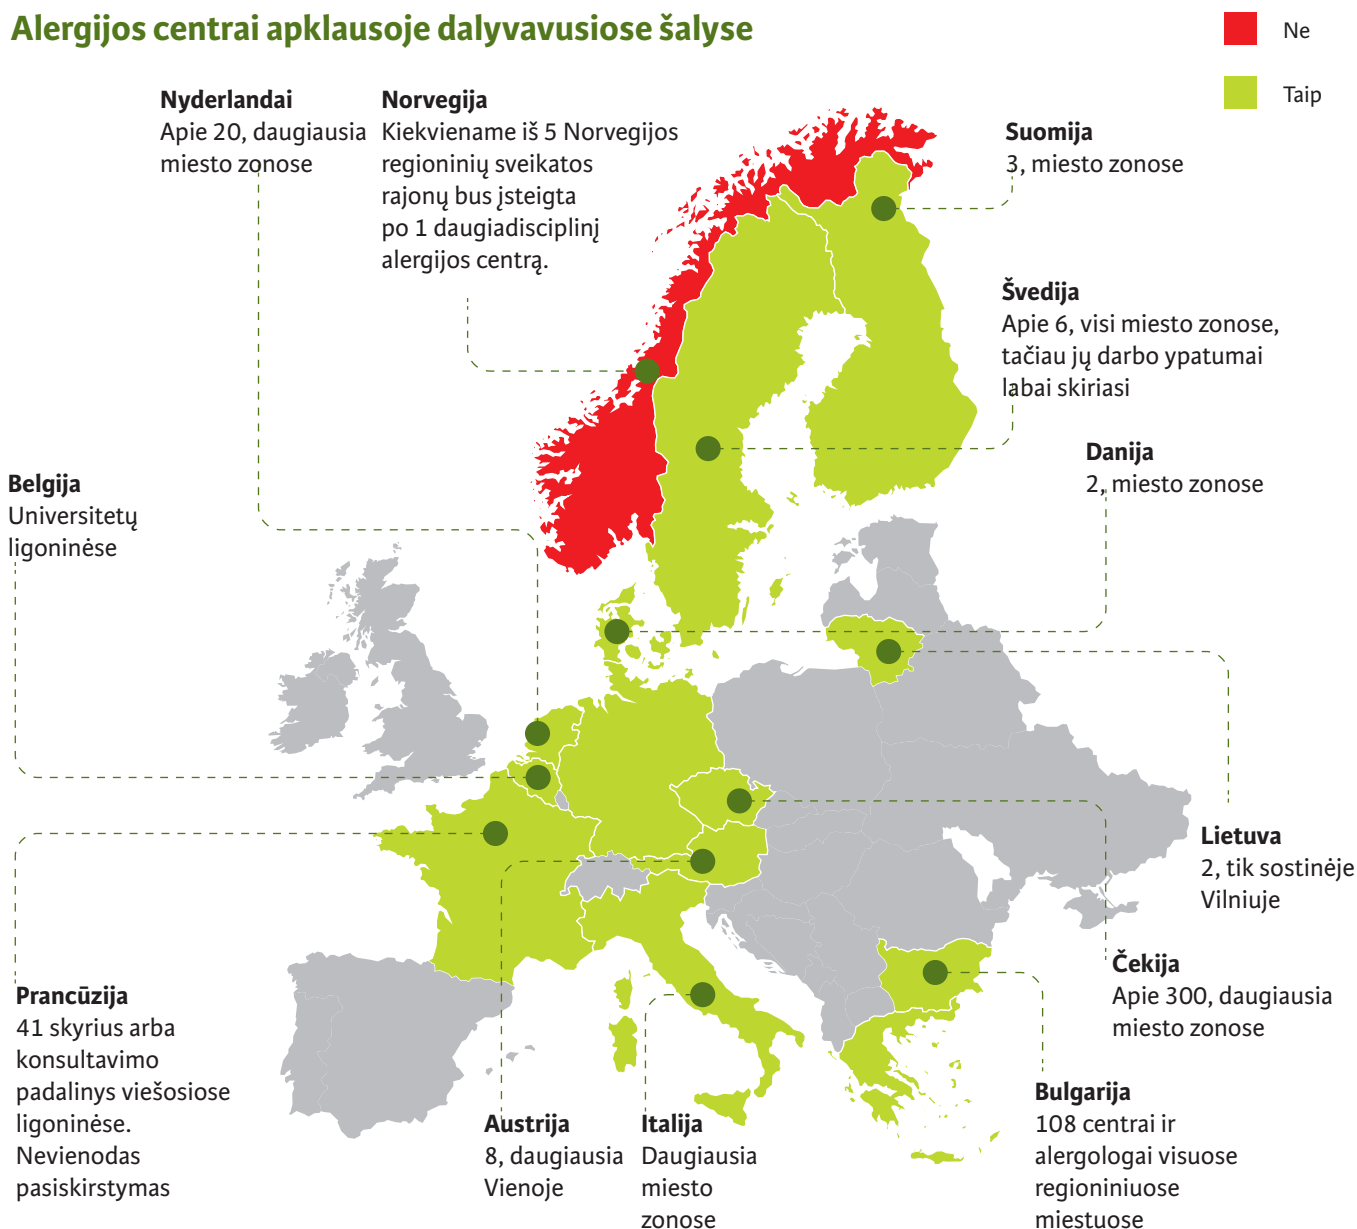 Alergijos centrai apklausoje dalyvavusiose šalyse
Ne
Taip
Nyderlandai
Apie 20, daugiausia
miesto zonose
Norvegija
Kiekviename iš 5 Norvegijos
regioninių sveikatos
rajonų bus įsteigta
po 1 daugiadisciplinį
alergijos centrą.
Suomija
3, miesto zonose
Švedija
Apie 6, visi miesto zonose,
tačiau jų darbo ypatumai
labai skiriasi
Danija
2, miesto zonose
Belgija
Universitetų
ligoninėse
Lietuva
2, tik sostinėje
Vilniuje
Čekija
Apie 300, daugiausia
miesto zonose
Prancūzija
41 skyrius arba
konsultavimo
padalinys viešosiose
ligoninėse.
Nevienodas
pasiskirstymas
Austrija
8, daugiausia
Vienoje
Italija
Daugiausia
miesto
zonose
Bulgarija
108 centrai ir
alergologai visuose
regioniniuose
miestuose